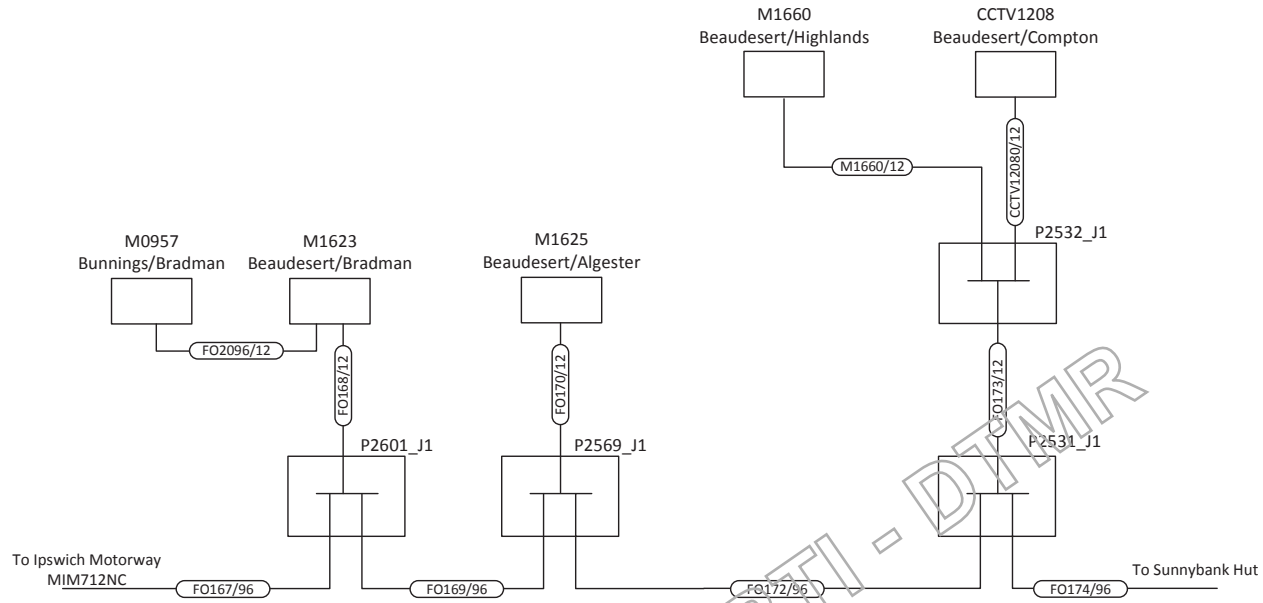 M1660
Beaudesert/Highlands
CCTV1208
Beaudesert/Compton
M1660/12
CCTV12080/12
P2532_J1
M0957
Bunnings/Bradman
M1623
Beaudesert/Bradman
M1625
Beaudesert/Algester
FO2096/12
FO168/12
FO170/12
FO173/12
P2601_J1
P2569_J1
P2531_J1
To Ipswich Motorway
MIM712NC
FO167/96
FO169/96
FO172/96
FO174/96
To Sunnybank Hut
RTI - DTMR